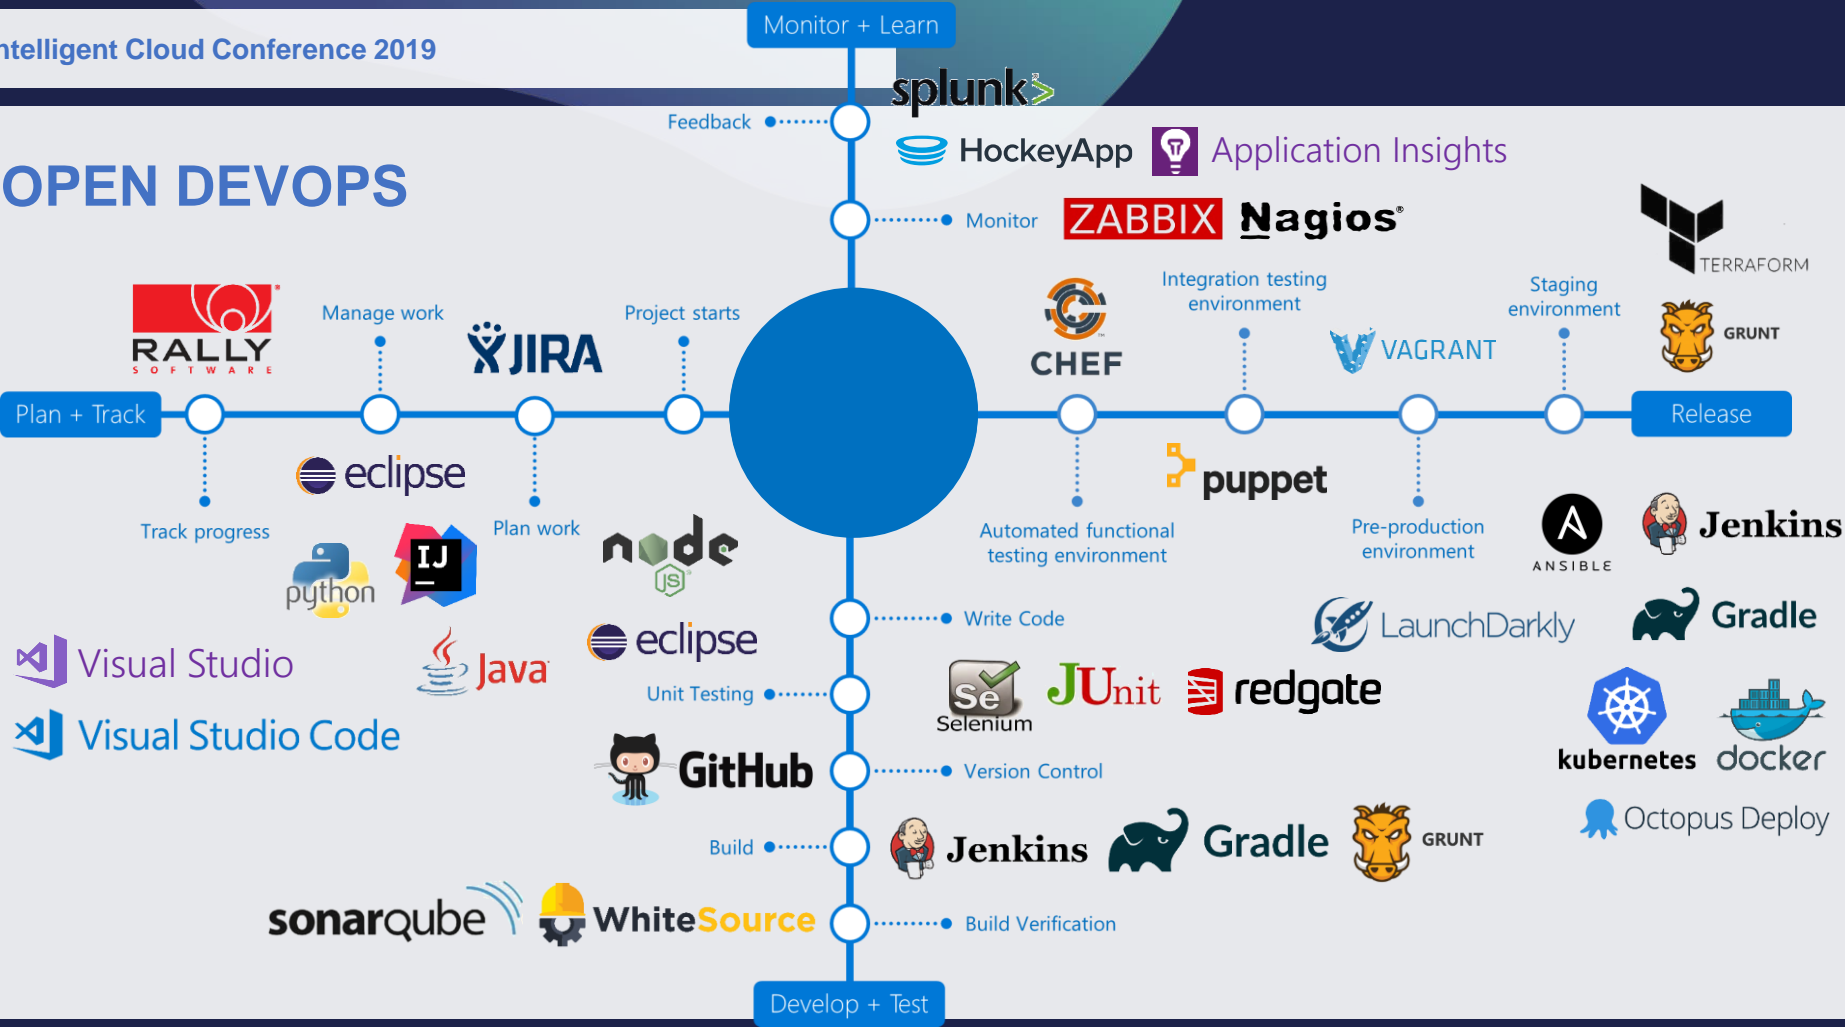 Monitor + Learn
ntelligent Cloud Conference 2019
splunk>
Feedback
HockeyApp
Application Insights
OPEN DEVOPS
Monitor
ZABBIX
Nagios®
TERRAFORM
Integration testing
environment
Staging
environment
RALLY
SOFTWARE
Manage work
JIRA
Project starts
CHEF
VAGRANT
GRUNT
Plan + Track
Release
eclipse
puppet
Track progress
Plan work
IJ
node
JS
python
Automated functional
testing environment
Pre-production
environment
A
ANSIBLE
Jenkins
Write Code
LaunchDarkly
Gradle
eclipse
Visual Studio
Java
Unit Testing
Se
Selenium
JUnit
redgate
Visual Studio Code
GitHub
Version Control
kubernetes
docker
Build
Jenkins
Gradle
GRUNT
Octopus Deploy
sonarqube
WhiteSource
Build Verification
Develop + Test